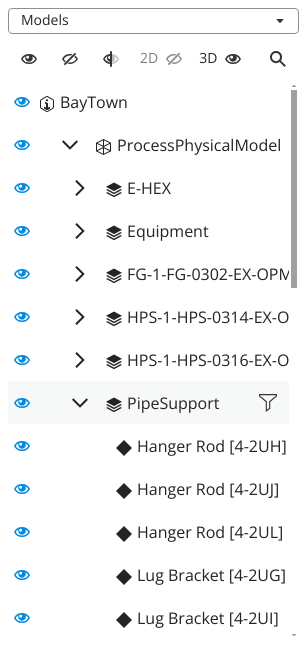 Models
2D 3D
BayTown
ProcessPhysicalModel
E-HEX
Equipment
FG-1-FG-0302-EX-OPM
HPS-1-HPS-0314-EX-O
HPS-1-HPS-0316-EX-O
PipeSupport
Hanger Rod [4-2UH]
Hanger Rod [4-2UJ]
Hanger Rod [4-2UL]
Lug Bracket [4-2UG]
Lug Bracket [4-2UI]